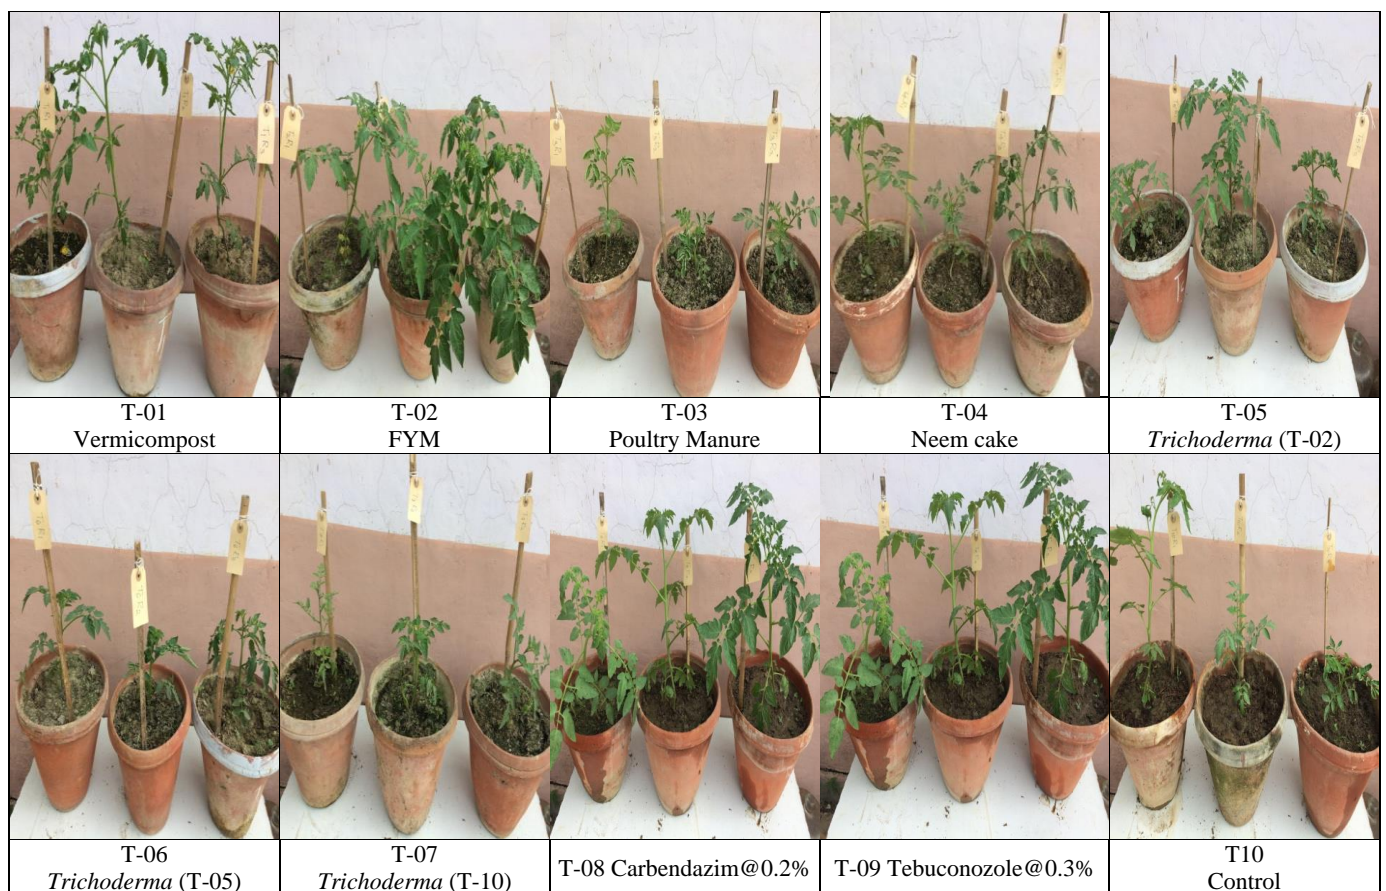 T-01
Vermicompost
T-02
FYM
T-03
Poultry Manure
T-04
Neem cake
T-05
Trichoderma (T-02)
T-06
Trichoderma (T-05)
T-07
Trichoderma (T-10)
T-08 Carbendazim@0.2%
T-09 Tebuconozole@0.3%
T10
Control